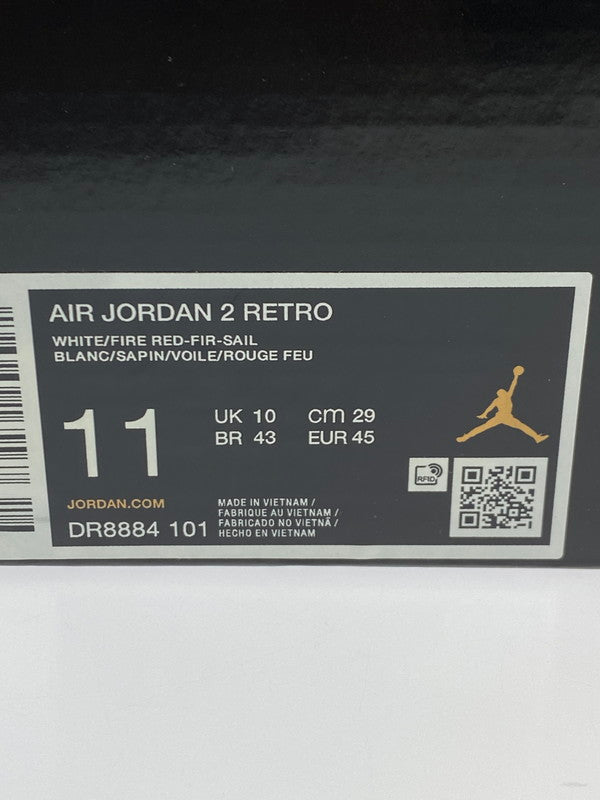 AIR JORDAN 2 RETRO
WHITE/FIRE RED-FIR-SAIL
BLANC/SAPIN/VOILE/ROUGE FEU
11
UK 10 cm 29
BR 43 EUR 45
RFID
JORDAN.COM
DR8884 101
MADE IN VIETNAM /
FABRIQUE AU VIETNAM /
FABRICADO NO VIETNÃ /
HECHO EN VIETNAM